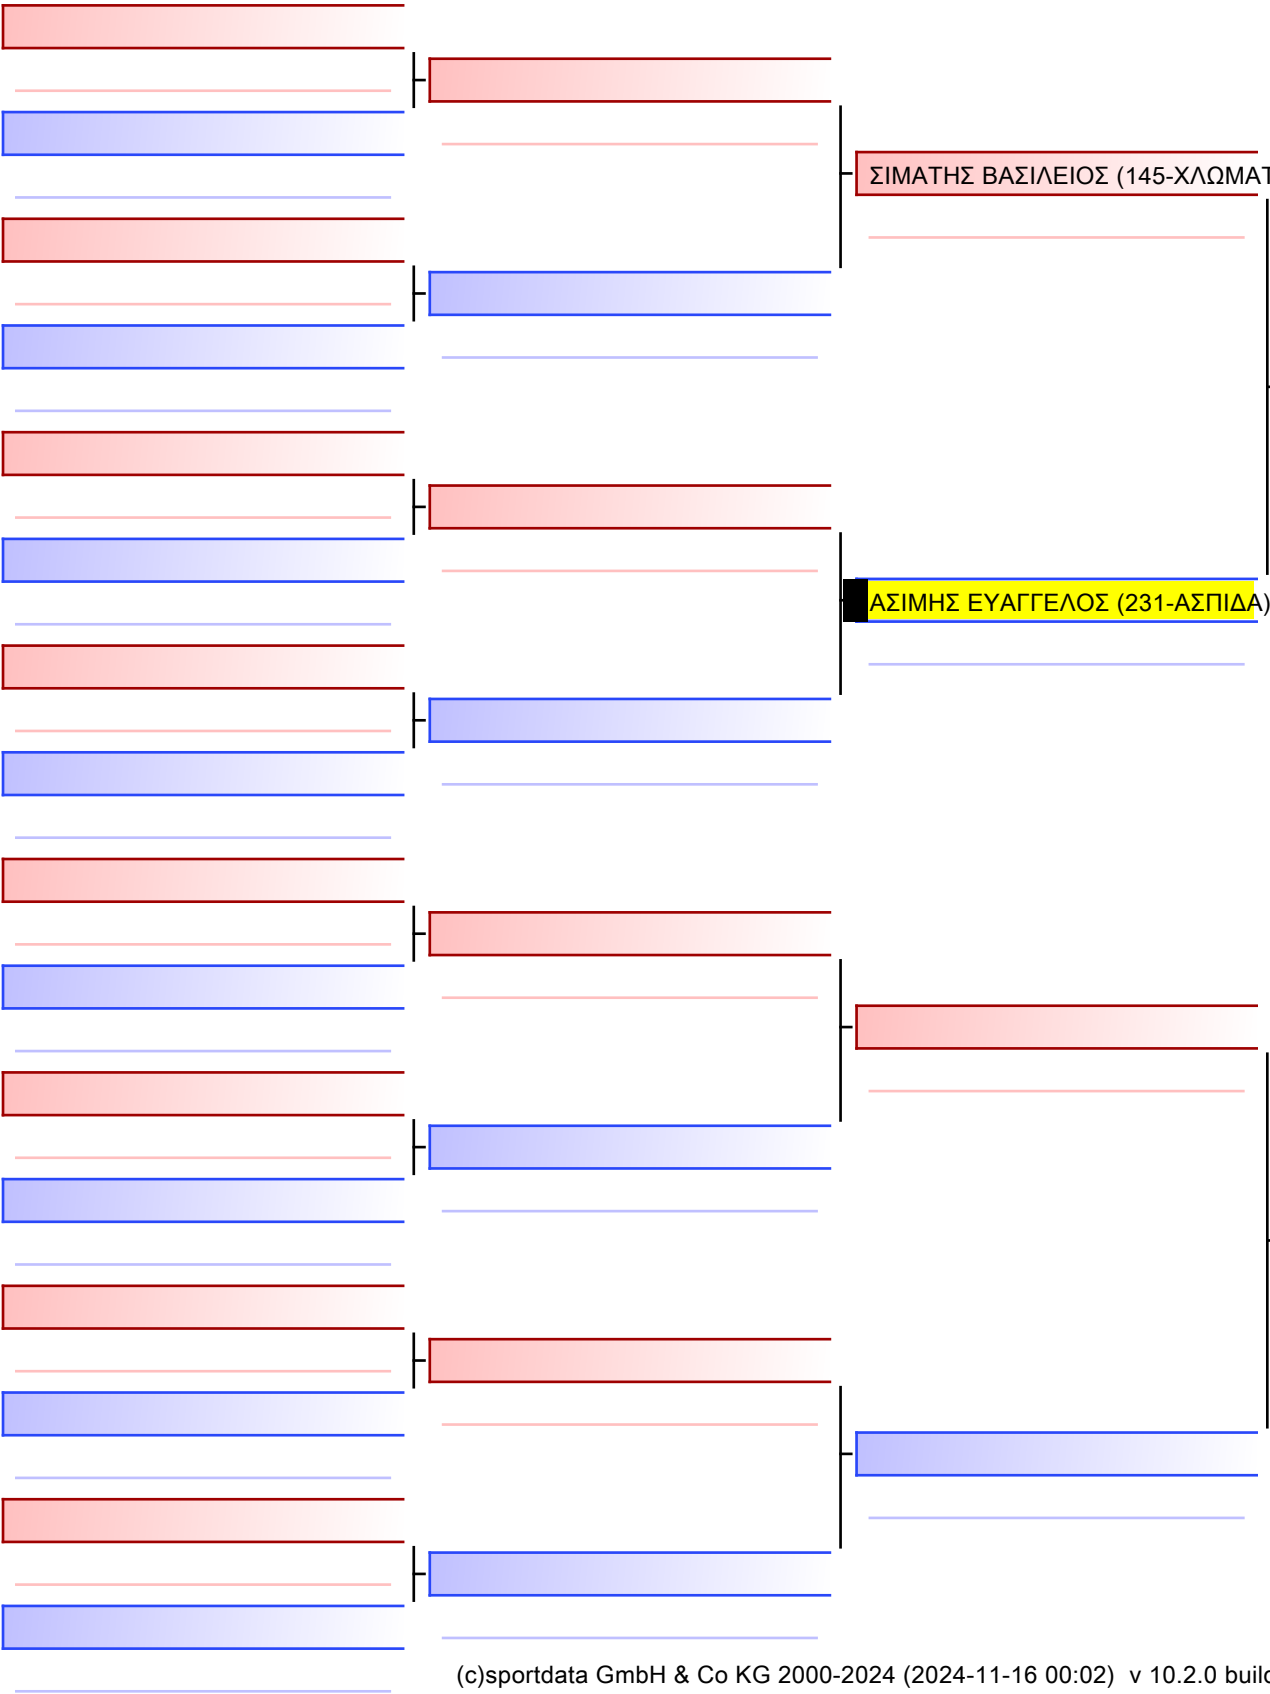 ΣΙΜΑΤΗΣ ΒΑΣΙΛΕΙΟΣ (145-ΧΛΩΜΑΤ
ΑΣΙΜΗΣ ΕΥΑΓΓΕΛΟΣ (231-ΑΣΠΙΔΑ)
(c)sportdata GmbH & Co KG 2000-2024 (2024-11-16 00:02) v 10.2.0 build